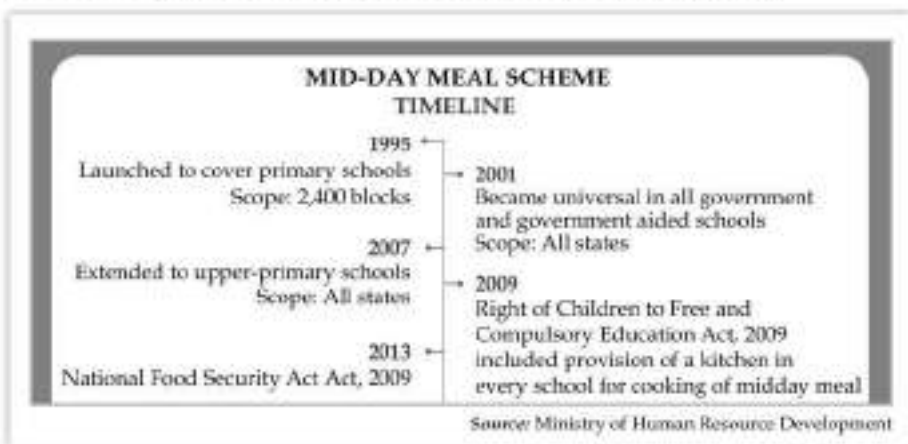 MID-DAY MEAL SCHEME
TIMELINE
1995
Launched to cover primary schools
Scope: 2,400 blocks
2001
Became universal in all government
and government aided schools
Scope: All states
2007
Extended to upper-primary schools
Scope: All states
2009
Right of Children to Free and
Compulsory Education Act, 2009
included provision of a kitchen in
every school for cooking of midday meal
2013
National Food Security Act Act, 2009
Source: Ministry of Human Resource Development